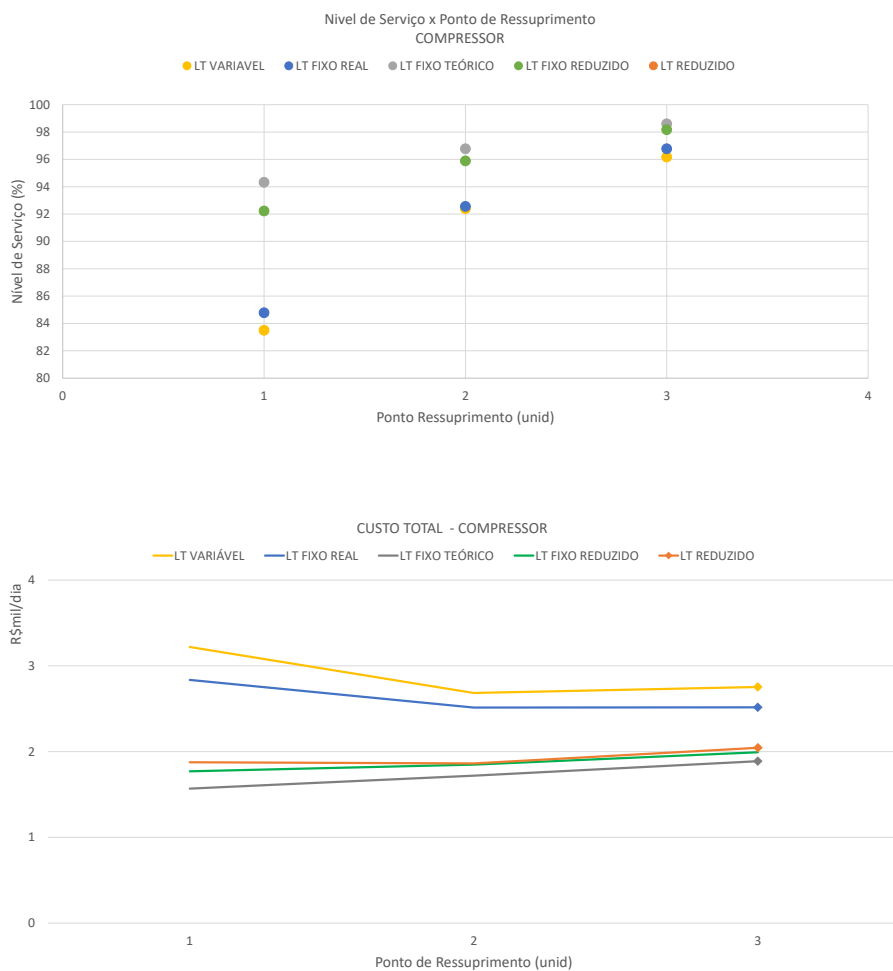 Nivel de Serviço x Ponto de Ressuprimento
COMPRESSOR
LT VARIAVEL LT FIXO REAL LT FIXO TEÓRICO LT FIXO REDUZIDO LT REDUZIDO
Nível de Serviço (%)
100
98
96
94
92
90
88
86
84
82
80
0 1 2 3 4
Ponto Ressuprimento (unid)
CUSTO TOTAL - COMPRESSOR
LT VARIÁVEL LT FIXO REAL LT FIXO TEÓRICO LT FIXO REDUZIDO LT REDUZIDO
R$mil/dia
4
3
2
1
0
1 2 3
Ponto de Ressuprimento (unid)